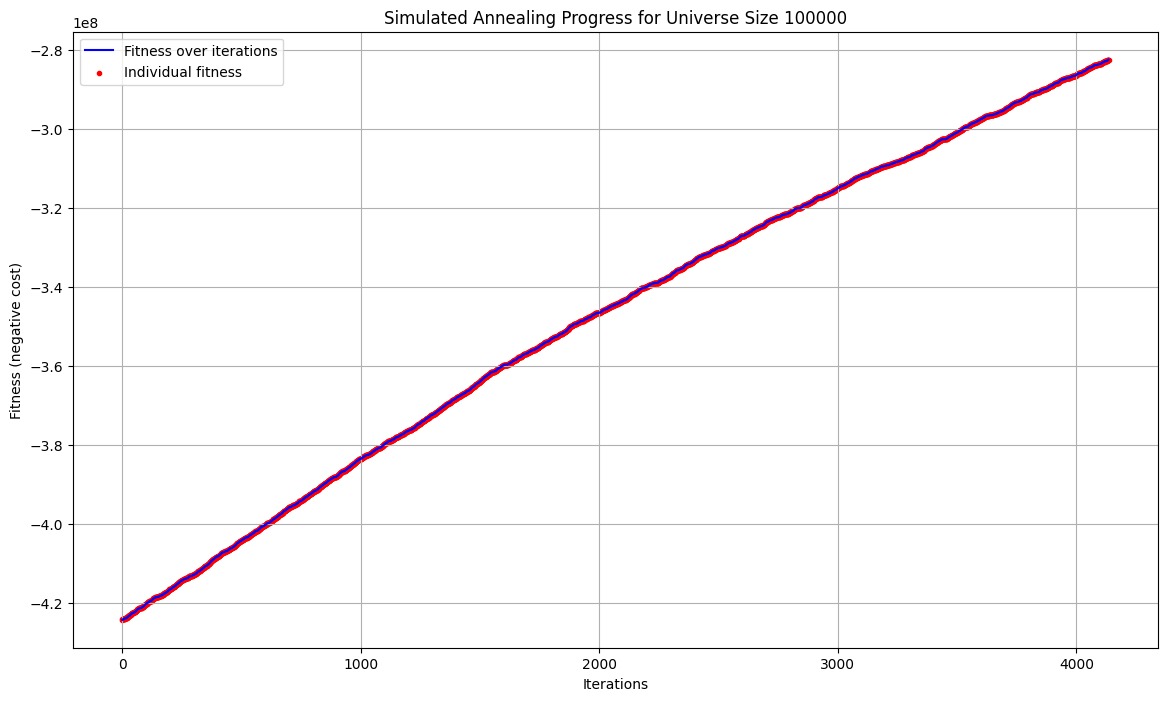 Simulated Annealing Progress for Universe Size 100000
1e8
Fitness over iterations
Individual fitness
−2.8
−3.0
−3.2
−3.4
−3.6
−3.8
−4.0
−4.2
Fitness (negative cost)
0 1000 2000 3000 4000
Iterations